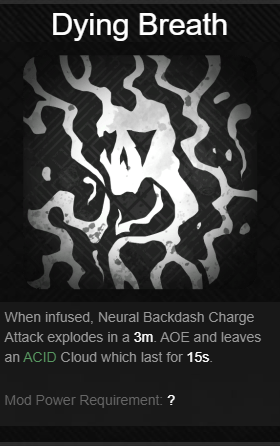 Dying Breath
When infused, Neural Backdash Charge
Attack explodes in a 3m. AOE and leaves
an ACID Cloud which last for 15s.
Mod Power Requirement: ?